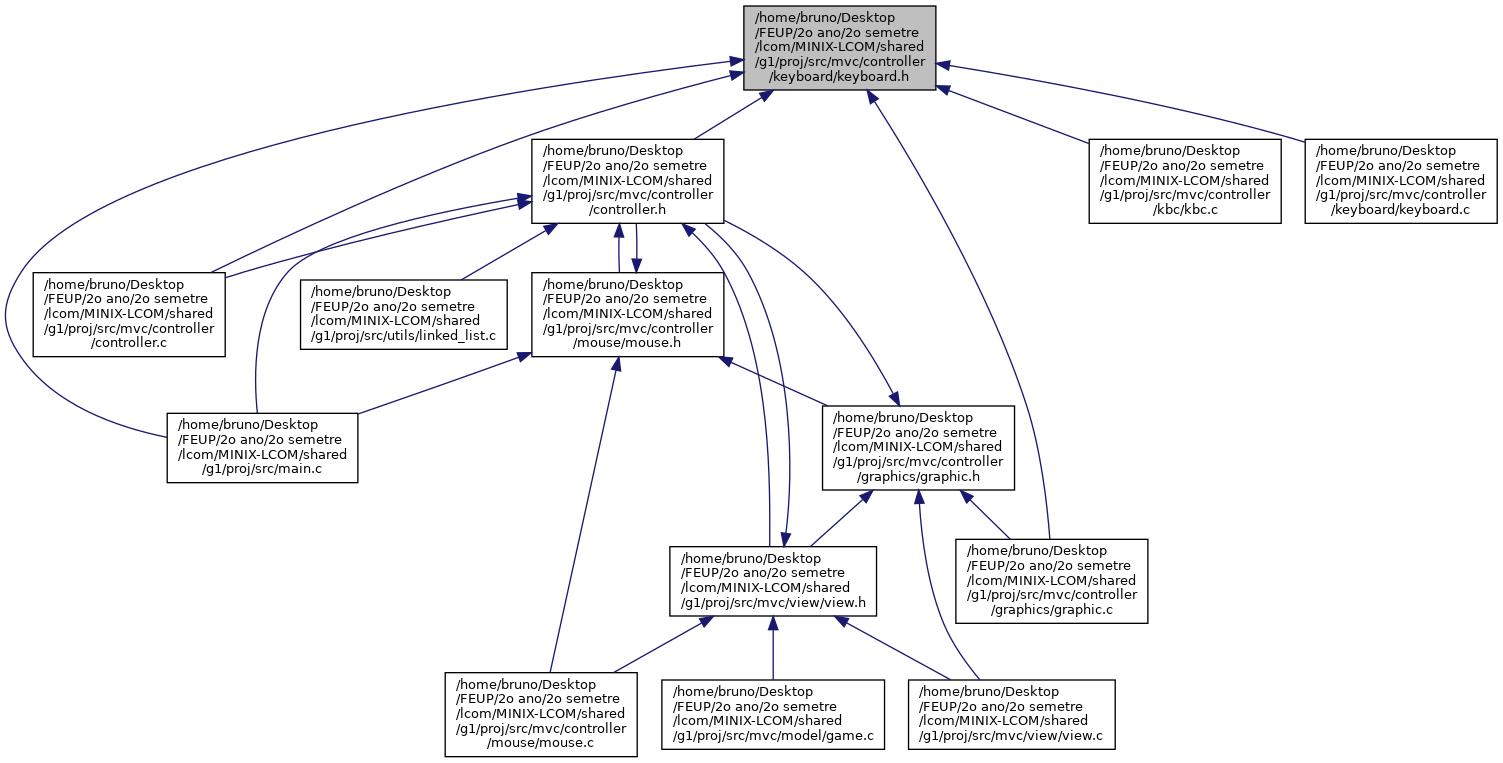 /home/bruno/Desktop
/FEUP/2o ano/2o semetre
/lcom/MINIX-LCOM/shared
/g1/proj/src/mvc/controller
/keyboard/keyboard.h
/home/bruno/Desktop
/FEUP/2o ano/2o semetre
/lcom/MINIX-LCOM/shared
/g1/proj/src/mvc/controller
/controller.h
/home/bruno/Desktop
/FEUP/2o ano/2o semetre
/lcom/MINIX-LCOM/shared
/g1/proj/src/mvc/controller
/kbc/kbc.c
/home/bruno/Desktop
/FEUP/2o ano/2o semetre
/lcom/MINIX-LCOM/shared
/g1/proj/src/mvc/controller
/keyboard/keyboard.c
/home/bruno/Desktop
/FEUP/2o ano/2o semetre
/lcom/MINIX-LCOM/shared
/g1/proj/src/mvc/controller
/controller.c
/home/bruno/Desktop
/FEUP/2o ano/2o semetre
/lcom/MINIX-LCOM/shared
/g1/proj/src/utils/linked_list.c
/home/bruno/Desktop
/FEUP/2o ano/2o semetre
/lcom/MINIX-LCOM/shared
/g1/proj/src/mvc/controller
/mouse/mouse.h
/home/bruno/Desktop
/FEUP/2o ano/2o semetre
/lcom/MINIX-LCOM/shared
/g1/proj/src/main.c
/home/bruno/Desktop
/FEUP/2o ano/2o semetre
/lcom/MINIX-LCOM/shared
/g1/proj/src/mvc/controller
/graphics/graphic.h
/home/bruno/Desktop
/FEUP/2o ano/2o semetre
/lcom/MINIX-LCOM/shared
/g1/proj/src/mvc/view/view.h
/home/bruno/Desktop
/FEUP/2o ano/2o semetre
/lcom/MINIX-LCOM/shared
/g1/proj/src/mvc/controller
/graphics/graphic.c
/home/bruno/Desktop
/FEUP/2o ano/2o semetre
/lcom/MINIX-LCOM/shared
/g1/proj/src/mvc/controller
/mouse/mouse.c
/home/bruno/Desktop
/FEUP/2o ano/2o semetre
/lcom/MINIX-LCOM/shared
/g1/proj/src/mvc/model/game.c
/home/bruno/Desktop
/FEUP/2o ano/2o semetre
/lcom/MINIX-LCOM/shared
/g1/proj/src/mvc/view/view.c